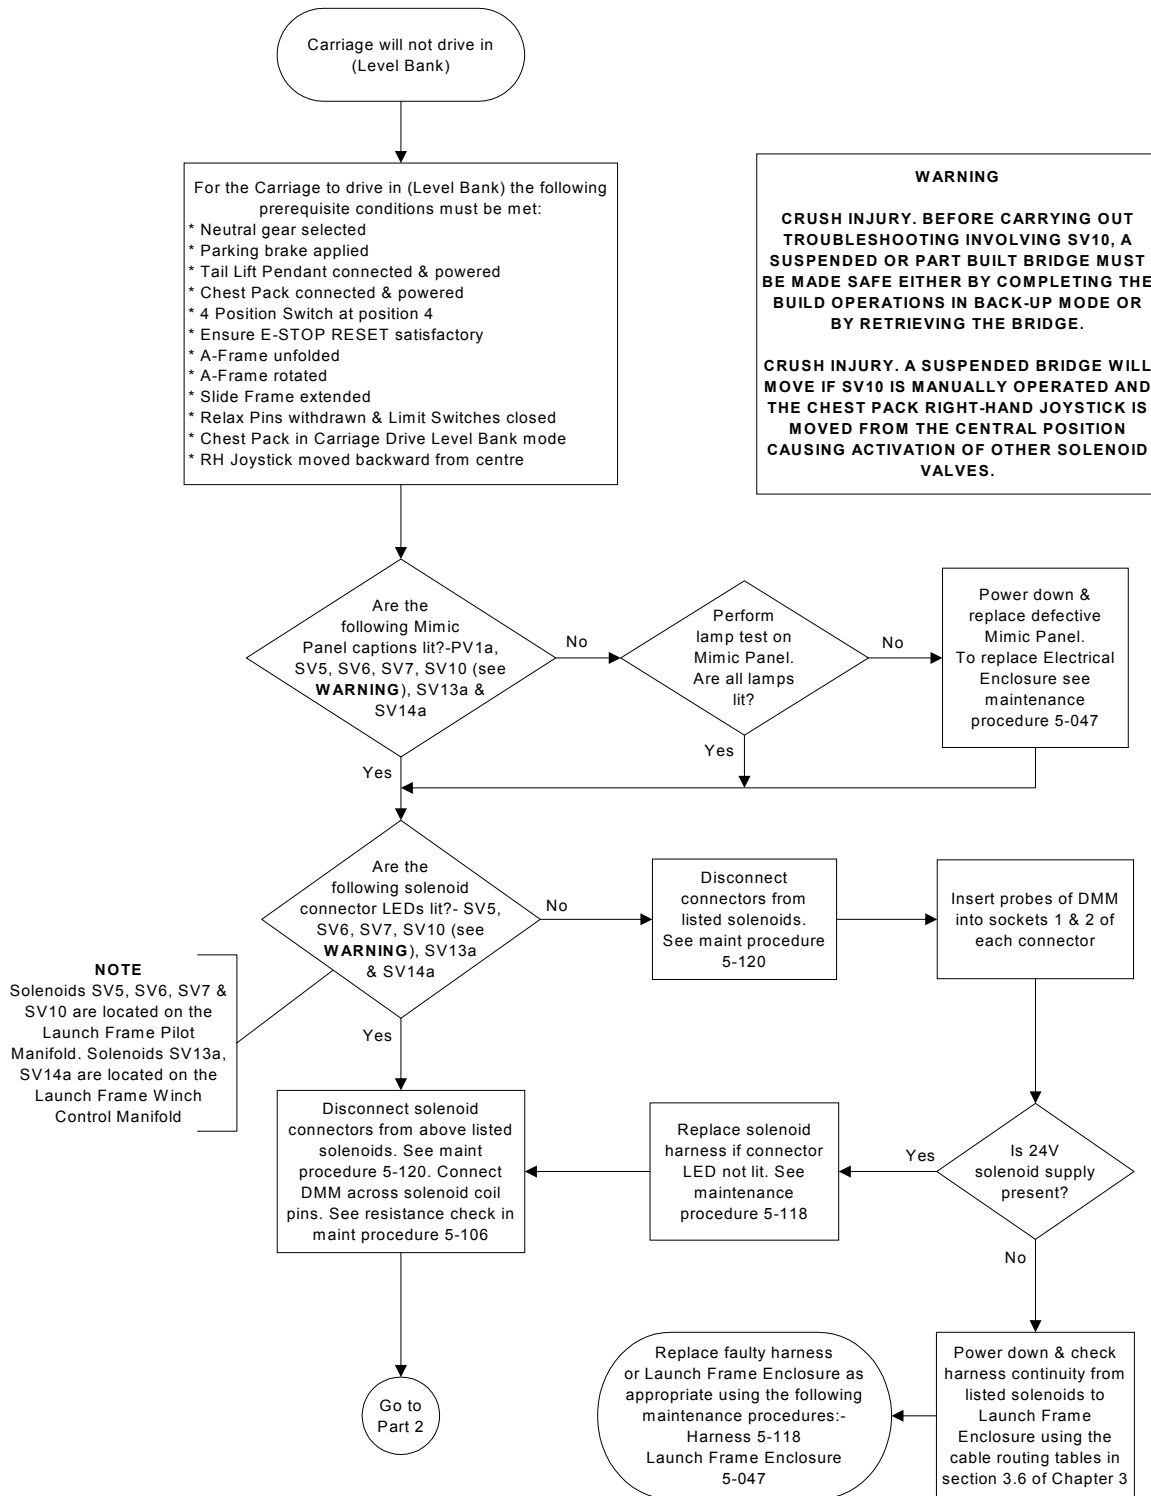 Carriage will not drive in
(Level Bank)
For the Carriage to drive in (Level Bank) the following
prerequisite conditions must be met:
* Neutral gear selected
* Parking brake applied
* Tail Lift Pendant connected & powered
* Chest Pack connected & powered
* 4 Position Switch at position 4
* Ensure E-STOP RESET satisfactory
* A-Frame unfolded
* A-Frame rotated
* Slide Frame extended
* Relax Pins withdrawn & Limit Switches closed
* Chest Pack in Carriage Drive Level Bank mode
* RH Joystick moved backward from centre
WARNING
CRUSH INJURY. BEFORE CARRYING OUT
TROUBLESHOOTING INVOLVING SV10, A
SUSPENDED OR PART BUILT BRIDGE MUST
BE MADE SAFE EITHER BY COMPLETING THE
BUILD OPERATIONS IN BACK-UP MODE OR
BY RETRIEVING THE BRIDGE.
CRUSH INJURY. A SUSPENDED BRIDGE WILL
MOVE IF SV10 IS MANUALLY OPERATED AND
THE CHEST PACK RIGHT-HAND JOYSTICK IS
MOVED FROM THE CENTRAL POSITION
CAUSING ACTIVATION OF OTHER SOLENOID
VALVES.
Are the
following Mimic
Panel captions lit?-PV1a,
SV5, SV6, SV7, SV10 (see
WARNING), SV13a &
SV14a
No
Perform
lamp test on
Mimic Panel.
Are all lamps
lit?
No
Power down &
replace defective
Mimic Panel.
To replace Electrical
Enclosure see
maintenance
procedure 5-047
Yes
Yes
Are the
following solenoid
connector LEDs lit?- SV5,
SV6, SV7, SV10 (see
WARNING), SV13a
& SV14a
No
Disconnect
connectors from
listed solenoids.
See maint procedure
5-120
Insert probes of DMM
into sockets 1 & 2 of
each connector
NOTE
Solenoids SV5, SV6, SV7 &
SV10 are located on the
Launch Frame Pilot
Manifold. Solenoids SV13a,
SV14a are located on the
Launch Frame Winch
Control Manifold
Yes
Disconnect solenoid
connectors from above listed
solenoids. See maint
procedure 5-120. Connect
DMM across solenoid coil
pins. See resistance check in
maint procedure 5-106
Replace solenoid
harness if connector
LED not lit. See
maintenance
procedure 5-118
Yes
Is 24V
solenoid supply
present?
No
Go to
Part 2
Replace faulty harness
or Launch Frame Enclosure as
appropriate using the following
maintenance procedures:-
Harness 5-118
Launch Frame Enclosure
5-047
Power down & check
harness continuity from
listed solenoids to
Launch Frame
Enclosure using the
cable routing tables in
section 3.6 of Chapter 3